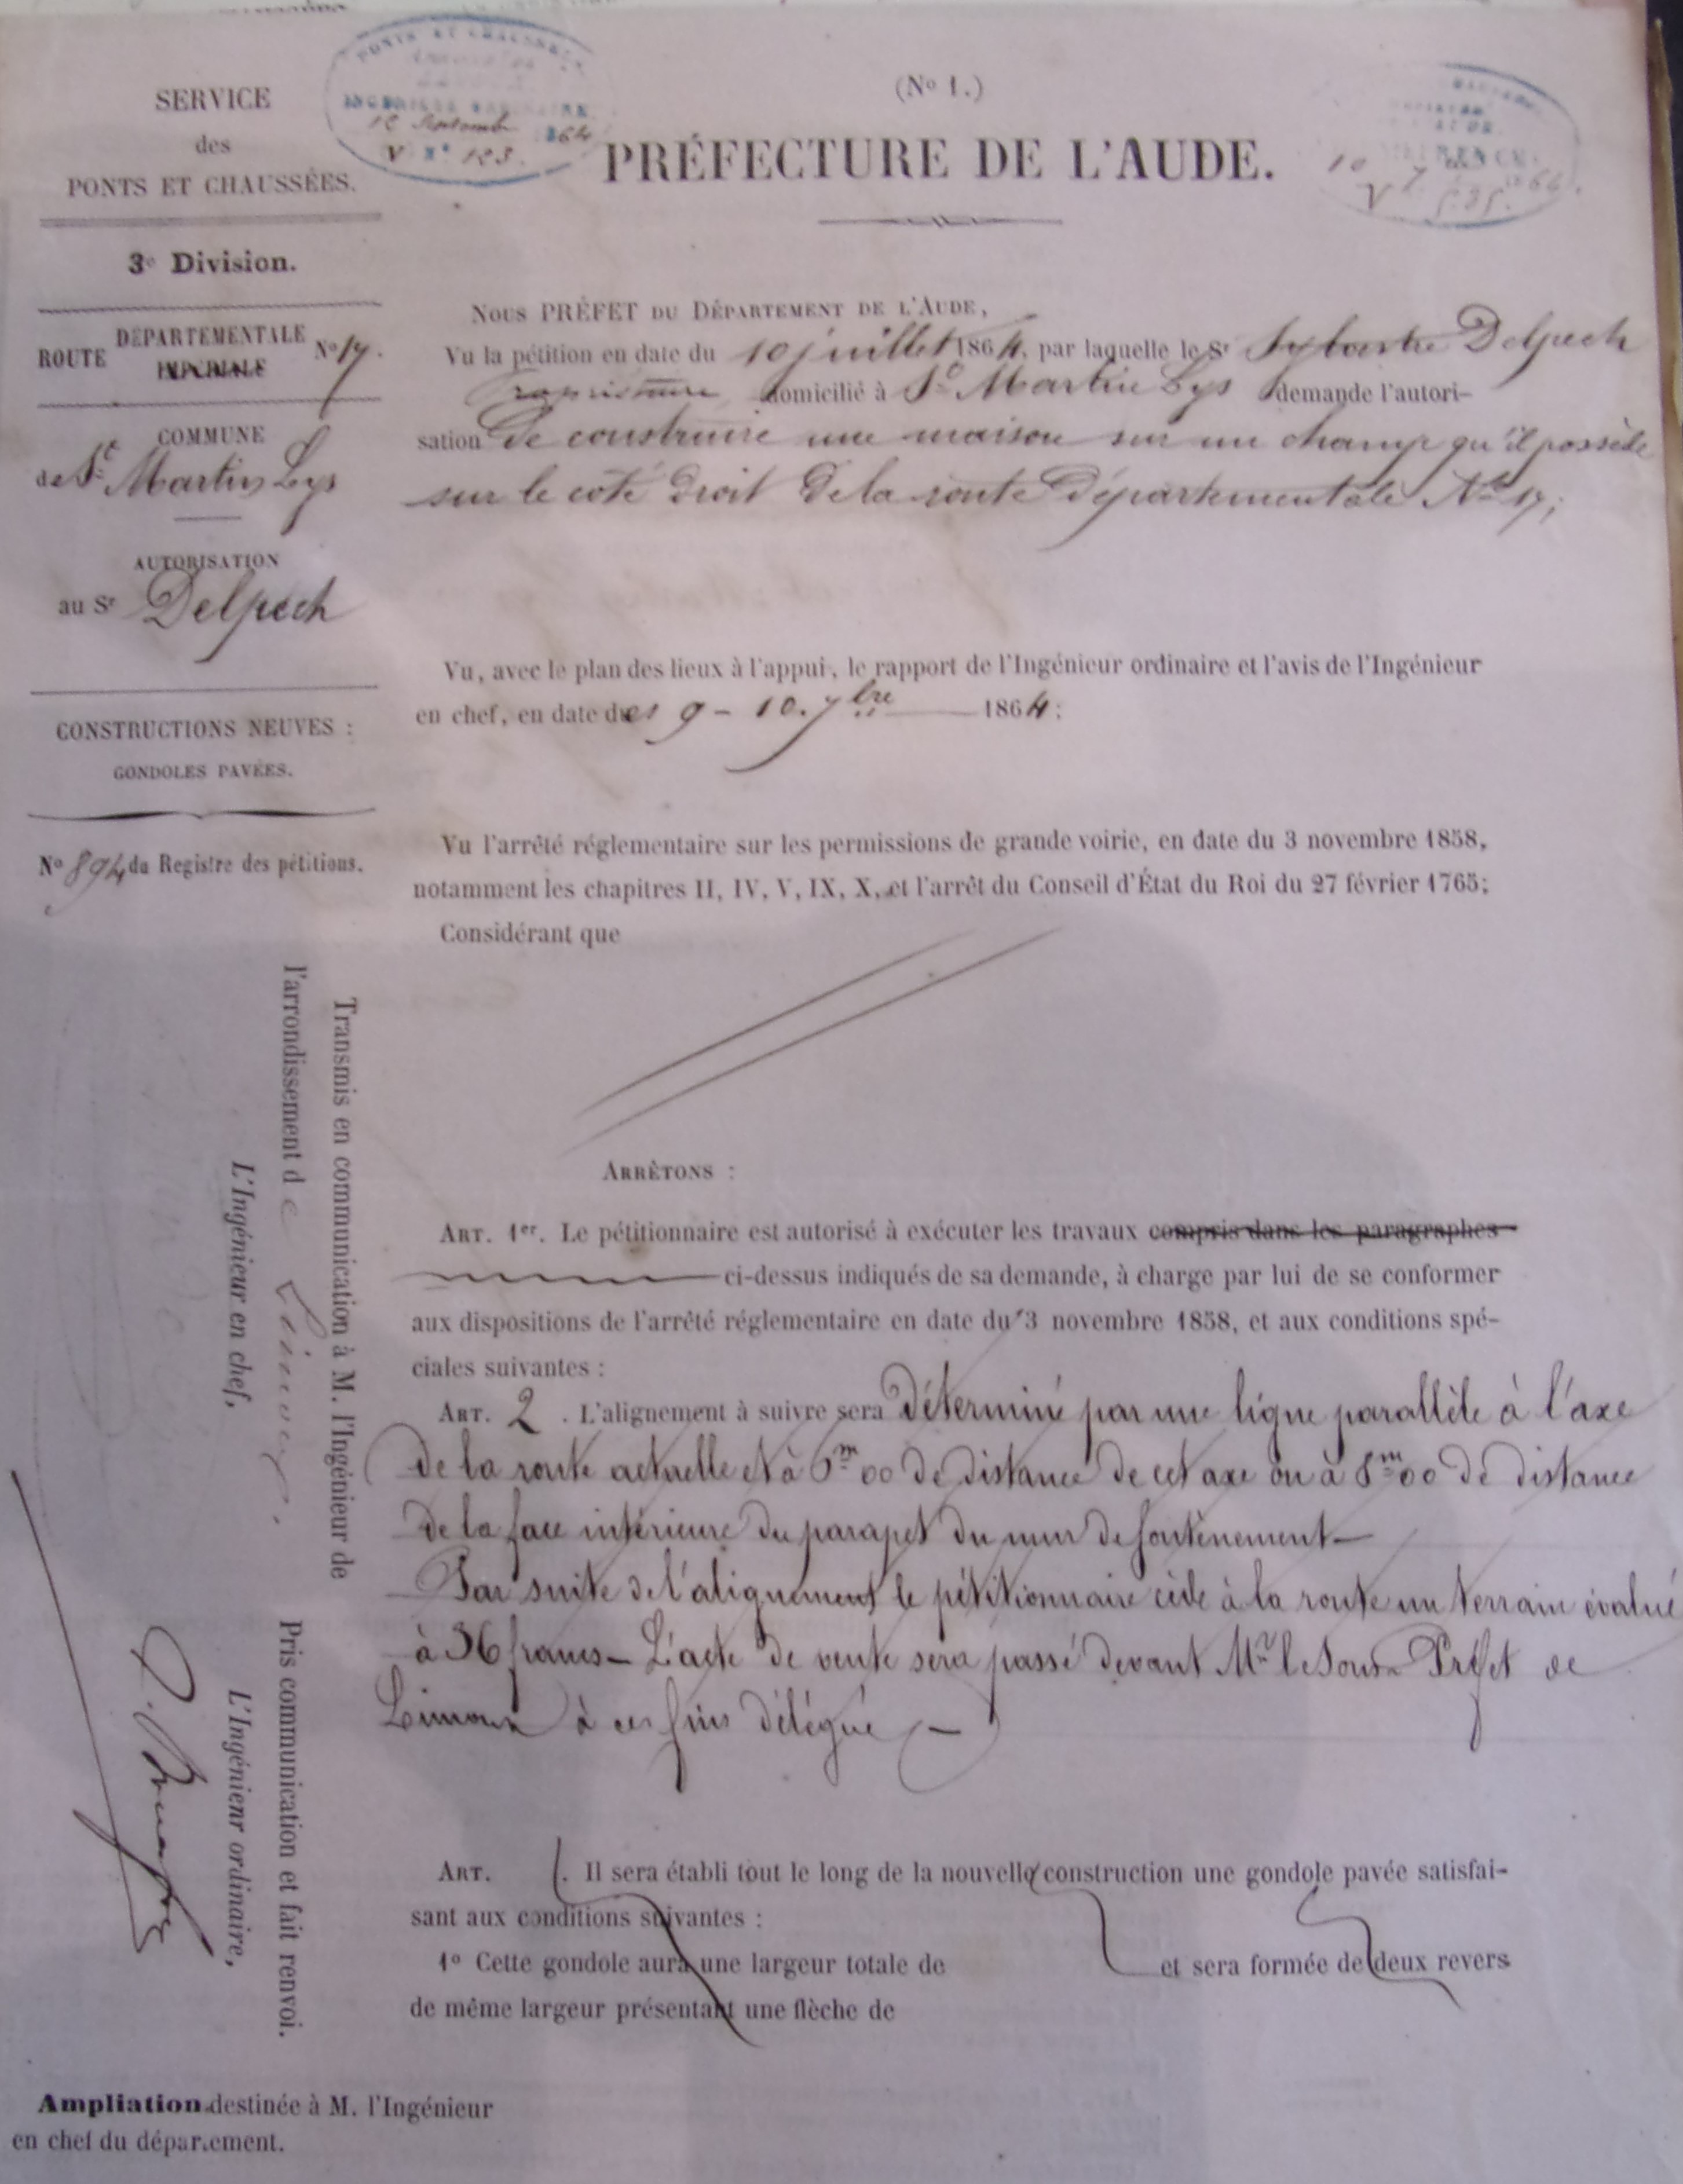 SERVICE
des
PONTS ET CHAUSSÉES.
PONTS ET CHAUSSÉES
12 Septembre 1864
V N° 123.
(No 1.)
PRÉFECTURE DE L'AUDE.
10 7bre 1864.
V 535.
3e Division.
ROUTE DÉPARTEMENTALE IMPÉRIALE No 17.
COMMUNE
de St Martin Lys
AUTORISATION
au Sr Delpech
CONSTRUCTIONS NEUVES :
GONDOLES PAVÉES.
No 894 du Registre des pétitions.
NOUS PRÉFET DU DÉPARTEMENT DE L'AUDE,
Vu la pétition en date du 10 juillet 1864, par laquelle le Sr Delpech
propriétaire domicilié à St Martin Lys demande l'autori-
sation de construire une maison sur un champ qu'il possède
sur le coté droit de la route départementale No 17;
Vu, avec le plan des lieux à l'appui, le rapport de l'Ingénieur ordinaire et l'avis de l'Ingénieur
en chef, en date des 9 - 10. 7bre 1864 ;
Vu l'arrêté réglementaire sur les permissions de grande voirie, en date du 3 novembre 1858,
notamment les chapitres II, IV, V, IX, X, et l'arrêt du Conseil d'État du Roi du 27 février 1765;
Considérant que
ARRÊTONS :
ART. 1er. Le pétitionnaire est autorisé à exécuter les travaux compris dans les paragraphes
ci-dessus indiqués de sa demande, à charge par lui de se conformer
aux dispositions de l'arrêté réglementaire en date du 3 novembre 1858, et aux conditions spé-
ciales suivantes :
ART. 2. L'alignement à suivre sera déterminé par une ligne parallèle à l'axe
de la route actuelle et à 6m00 de distance de cet axe ou à 8m00 de distance
de la face intérieure du parapet du mur de soutènement —
Par suite de l'alignement le pétitionnaire cède à la route un terrain évalué
à 36 francs — L'acte de vente sera passé devant Mr le Sous Préfet de
Limoux à ces fins délégué —
ART. . Il sera établi tout le long de la nouvelle construction une gondole pavée satisfai-
sant aux conditions suivantes :
1o Cette gondole aura une largeur totale de et sera formée de deux revers
de même largeur présentant une flèche de
Transmis en communication à M. l'Ingénieur de
l'arrondissement de Limoux.
L'Ingénieur en chef,
Pris communication et fait renvoi.
L'Ingénieur ordinaire,
Ampliation destinée à M. l'Ingénieur
en chef du département.